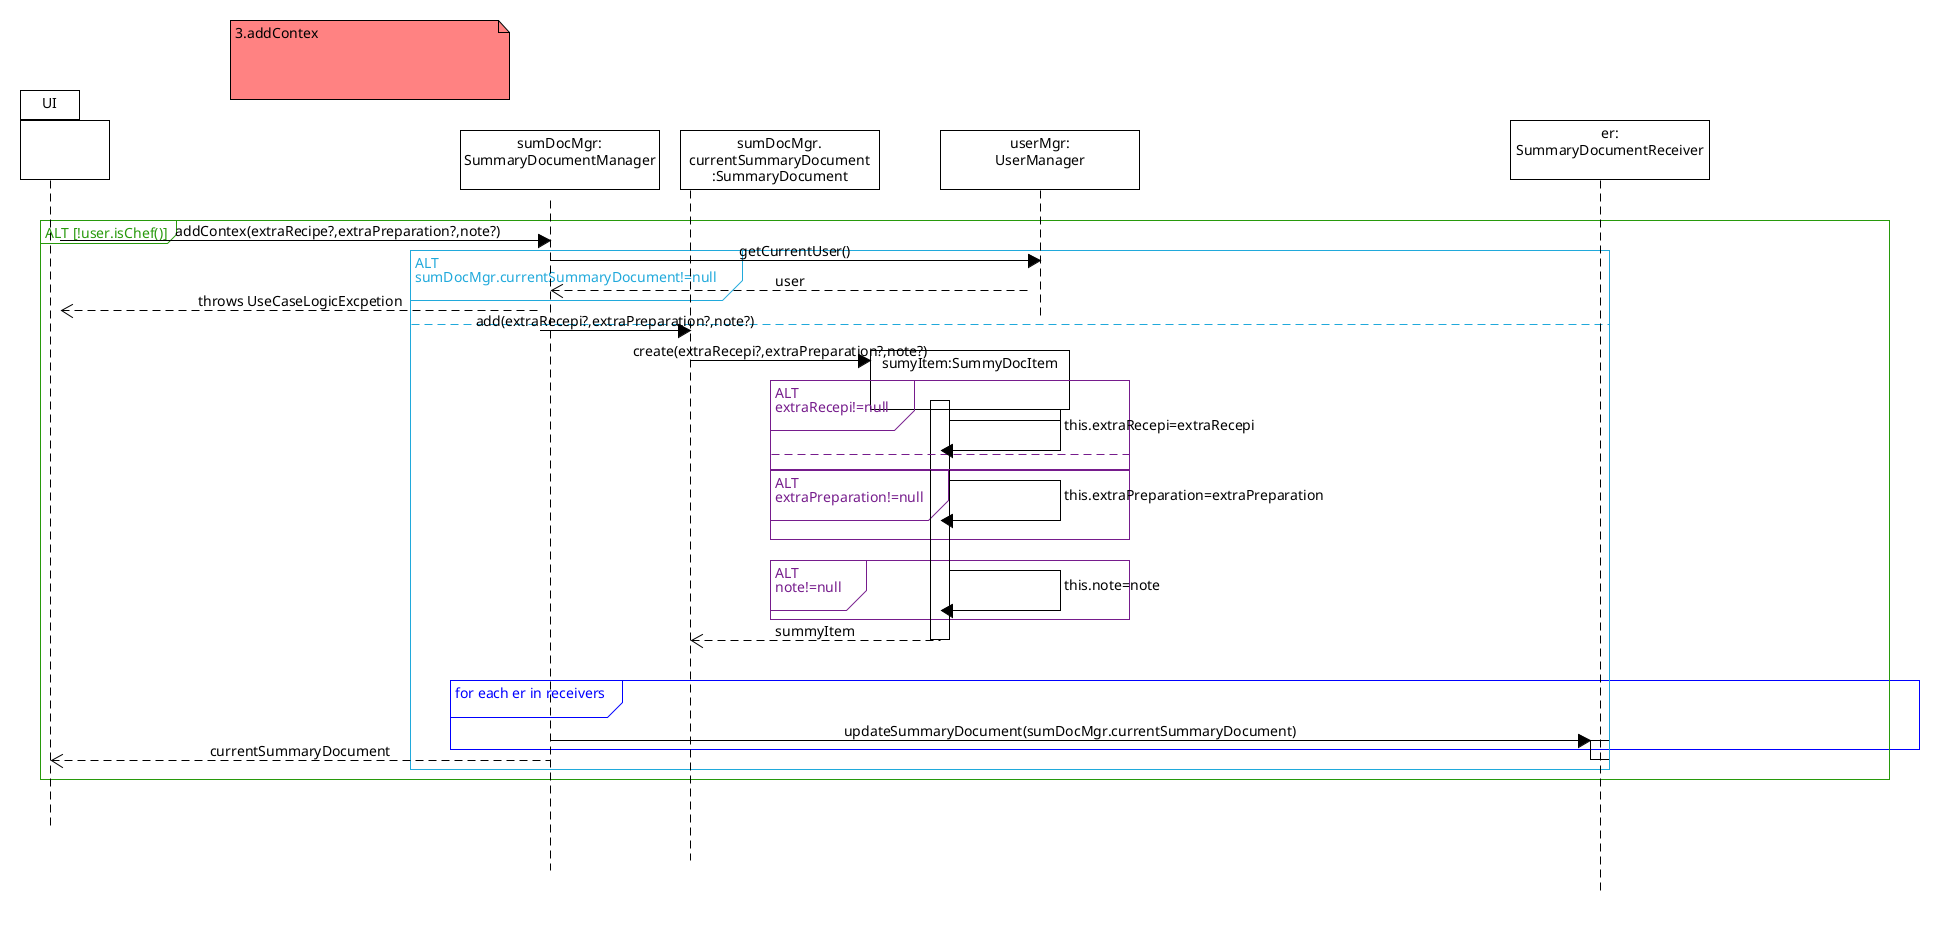 3.addContex
UI
sumDocMgr:
SummaryDocumentManager
sumDocMgr.
currentSummaryDocument
:SummaryDocument
userMgr:
UserManager
er:
SummaryDocumentReceiver
ALT [!user.isChef()]
addContex(extraRecipe?,extraPreparation?,note?)
getCurrentUser()
ALT
sumDocMgr.currentSummaryDocument!=null
user
throws UseCaseLogicExcpetion
add(extraRecepi?,extraPreparation?,note?)
create(extraRecepi?,extraPreparation?,note?)
sumyItem:SummyDocItem
ALT
extraRecepi!=null
this.extraRecepi=extraRecepi
ALT
extraPreparation!=null
this.extraPreparation=extraPreparation
ALT
note!=null
this.note=note
summyItem
for each er in receivers
updateSummaryDocument(sumDocMgr.currentSummaryDocument)
currentSummaryDocument